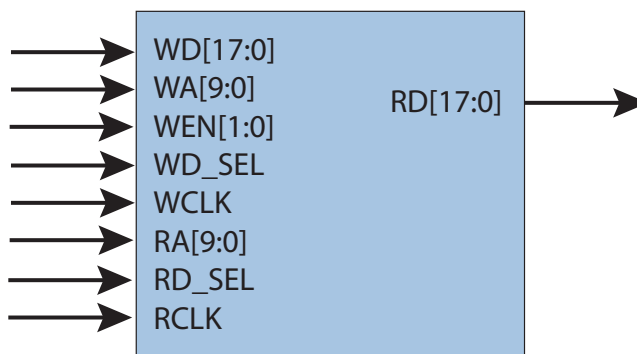 WD[17:0]
WA[9:0]
RD[17:0]
WEN[1:0]
WD_SEL
WCLK
RA[9:0]
RD_SEL
RCLK